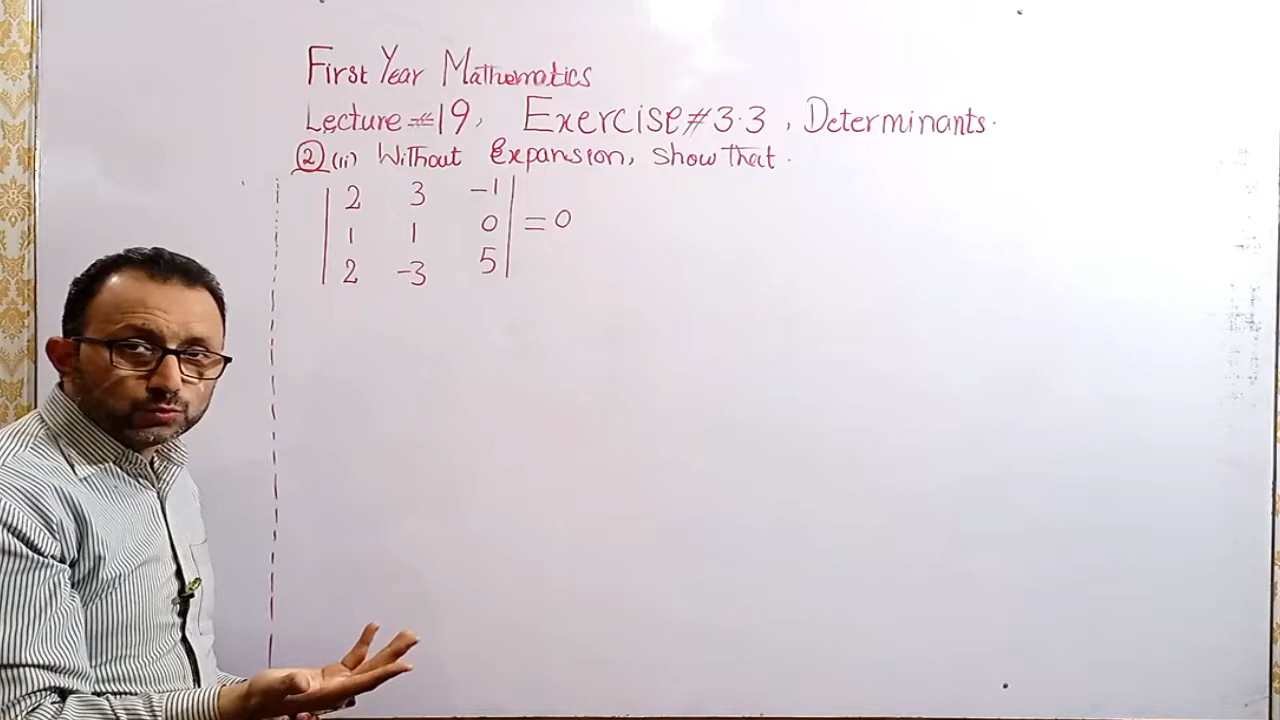 First Year Mathematics
Lecture #19, Exercise #3.3, Determinants.
② (ii) Without Expansion, show that.
| 2 3 -1 |
| 1 1 0 | = 0
| 2 -3 5 |